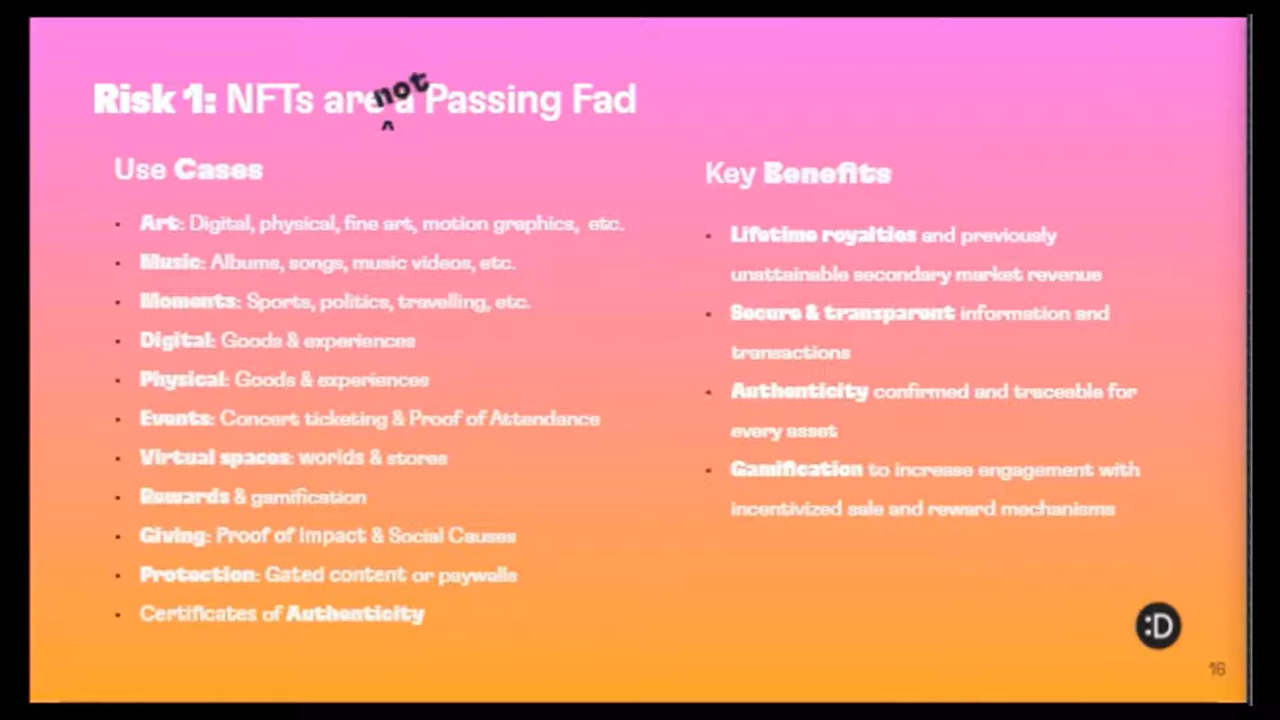 Risk 1: NFTs are not a Passing Fad
^
Use Cases
• Art: Digital, physical, fine art, motion graphics, etc.
• Music: Albums, songs, music videos, etc.
• Moments: Sports, politics, travelling, etc.
• Digital: Goods & experiences
• Physical: Goods & experiences
• Events: Concert ticketing & Proof of Attendance
• Virtual spaces: worlds & stores
• Rewards & gamification
• Giving: Proof of Impact & Social Causes
• Protection: Gated content or paywalls
• Certificates of Authenticity
Key Benefits
• Lifetime royalties and previously
unattainable secondary market revenue
• Secure & transparent information and
transactions
• Authenticity confirmed and traceable for
every asset
• Gamification to increase engagement with
incentivized sale and reward mechanisms
:D
16